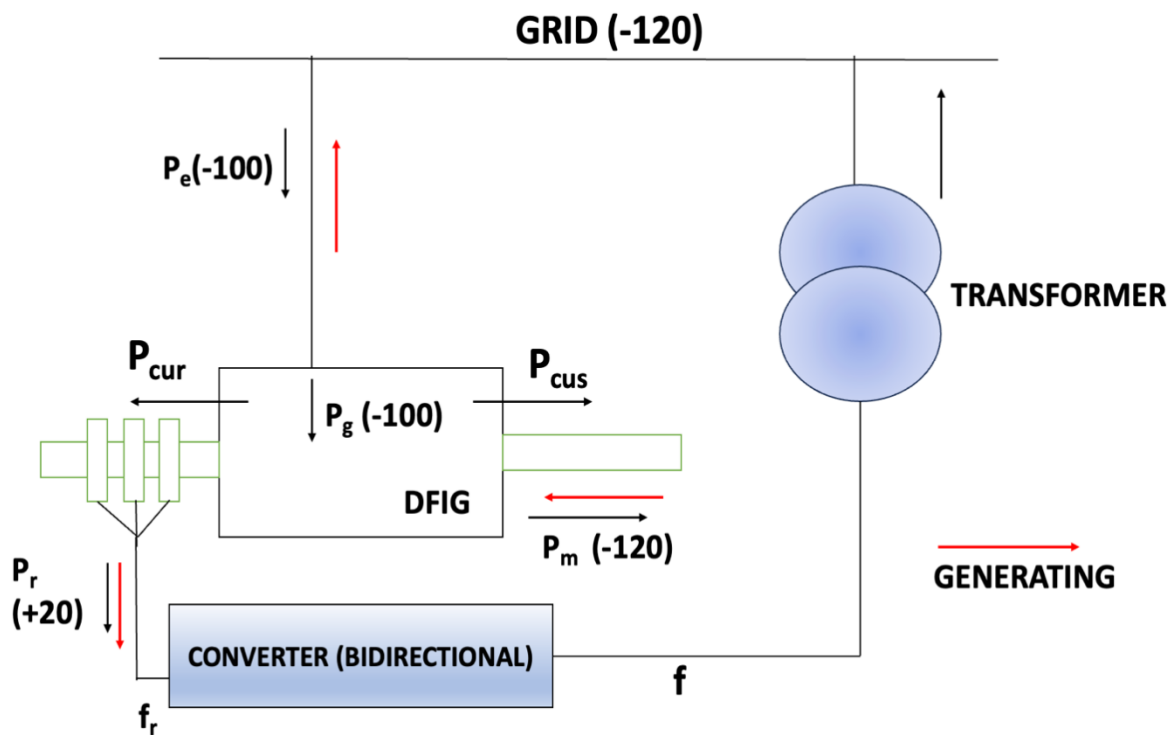 GRID (-120)
Pe(-100)
TRANSFORMER
Pcur
Pcus
Pg (-100)
DFIG
Pm (-120)
Pr
(+20)
GENERATING
CONVERTER (BIDIRECTIONAL)
f
fr